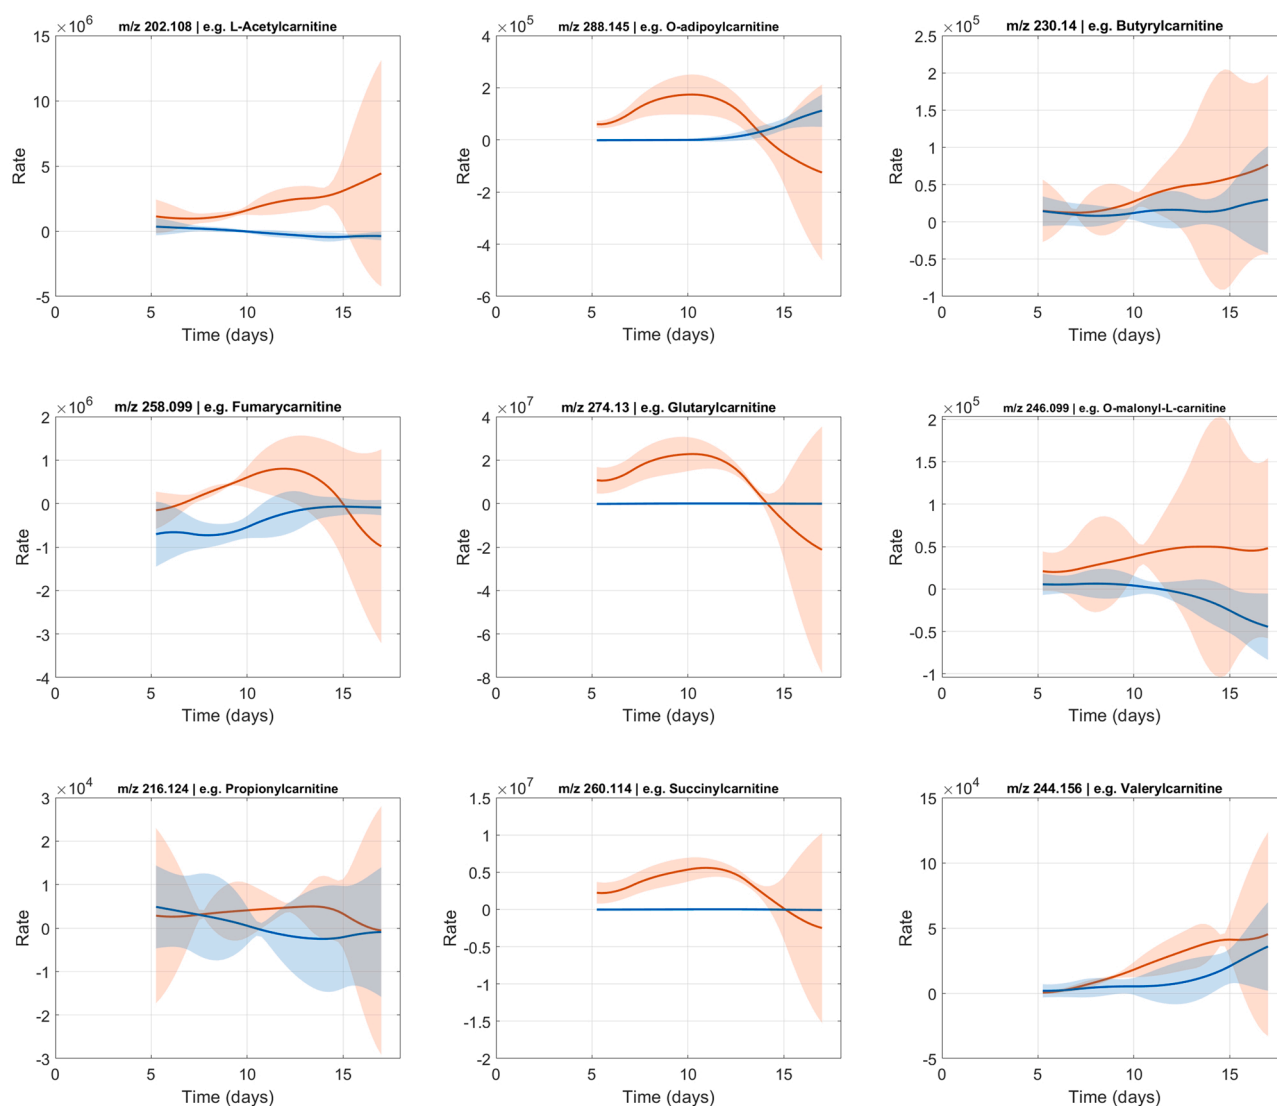 m/z 202.108 | e.g. L-Acetylcarnitine
×10^6
15
10
5
0
-5
Rate
0 5 10 15
Time (days)
m/z 288.145 | e.g. O-adipoylcarnitine
×10^5
4
2
0
-2
-4
-6
Rate
0 5 10 15
Time (days)
m/z 230.14 | e.g. Butyrylcarnitine
×10^5
2.5
2
1.5
1
0.5
0
-0.5
-1
Rate
0 5 10 15
Time (days)
m/z 258.099 | e.g. Fumarycarnitine
×10^6
2
1
0
-1
-2
-3
-4
Rate
0 5 10 15
Time (days)
m/z 274.13 | e.g. Glutarylcarnitine
×10^7
4
2
0
-2
-4
-6
-8
Rate
0 5 10 15
Time (days)
m/z 246.099 | e.g. O-malonyl-L-carnitine
×10^5
2
1.5
1
0.5
0
-0.5
-1
Rate
0 5 10 15
Time (days)
m/z 216.124 | e.g. Propionylcarnitine
×10^4
3
2
1
0
-1
-2
-3
Rate
0 5 10 15
Time (days)
m/z 260.114 | e.g. Succinylcarnitine
×10^7
1.5
1
0.5
0
-0.5
-1
-1.5
-2
Rate
0 5 10 15
Time (days)
m/z 244.156 | e.g. Valerylcarnitine
×10^4
15
10
5
0
-5
Rate
0 5 10 15
Time (days)